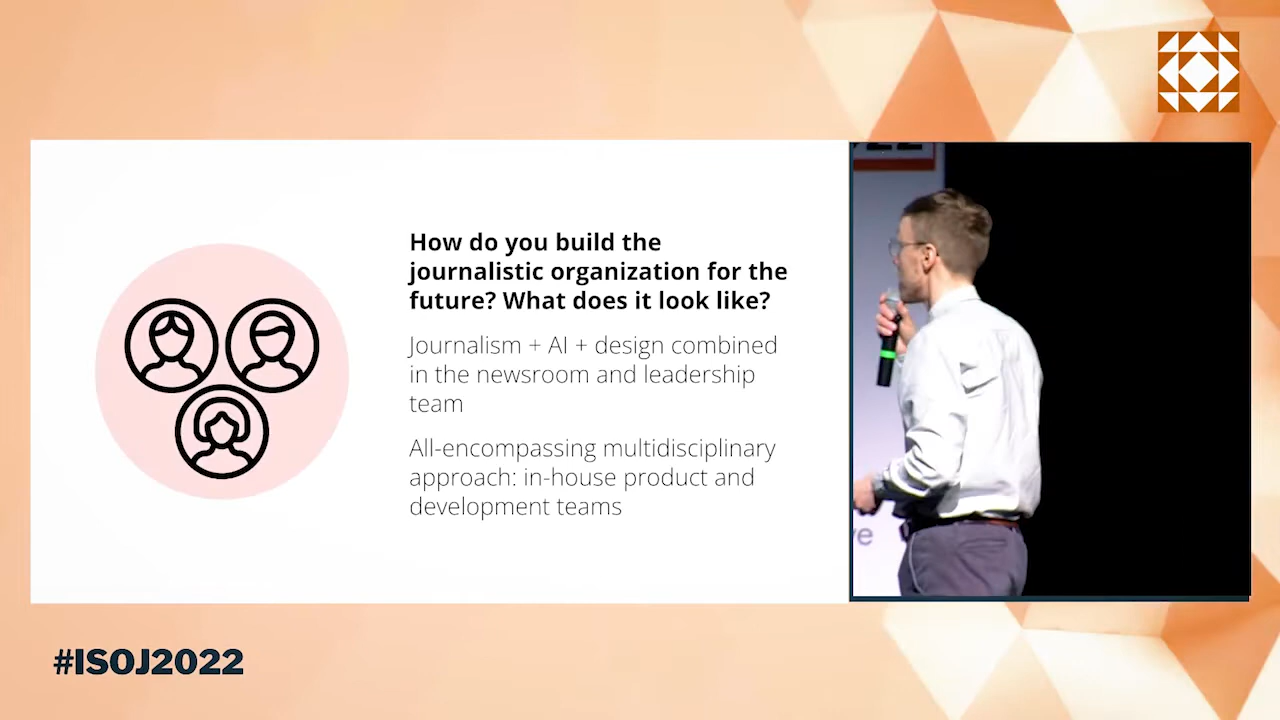 How do you build the
journalistic organization for the
future? What does it look like?
Journalism + AI + design combined
in the newsroom and leadership
team
All-encompassing multidisciplinary
approach: in-house product and
development teams
#ISOJ2022